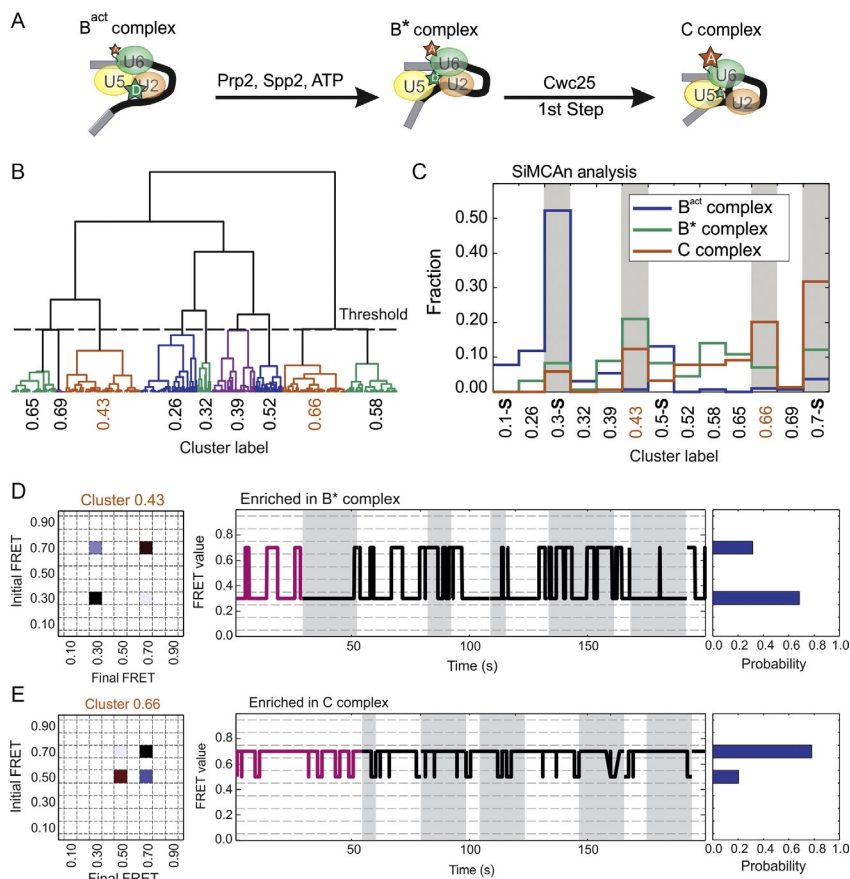 A
B^act complex
B* complex
C complex
A
U6
U5
U2
D
Prp2, Spp2, ATP
A
U6
U5
D
U2
Cwc25
1st Step
A
U6
U5
U2
B
Threshold
0.65
0.69
0.43
0.26
0.32
0.39
0.52
0.66
0.58
Cluster label
C
SiMCAn analysis
Fraction
0.50
0.40
0.30
0.20
0.10
0.00
B^act complex
B* complex
C complex
0.1-S
0.26
0.3-S
0.32
0.39
0.43
0.5-S
0.52
0.58
0.65
0.66
0.69
0.7-S
Cluster label
D
Cluster 0.43
Initial FRET
0.90
0.70
0.50
0.30
0.10
0.10
0.30
0.50
0.70
0.90
Final FRET
Enriched in B* complex
FRET value
0.8
0.6
0.4
0.2
0.0
50
100
150
Time (s)
0.0 0.2 0.4 0.6 0.8 1.0
Probability
E
Cluster 0.66
Initial FRET
0.90
0.70
0.50
0.30
0.10
0.10
0.30
0.50
0.70
0.90
Final FRET
Enriched in C complex
FRET value
0.8
0.6
0.4
0.2
0.0
50
100
150
Time (s)
0.0 0.2 0.4 0.6 0.8 1.0
Probability